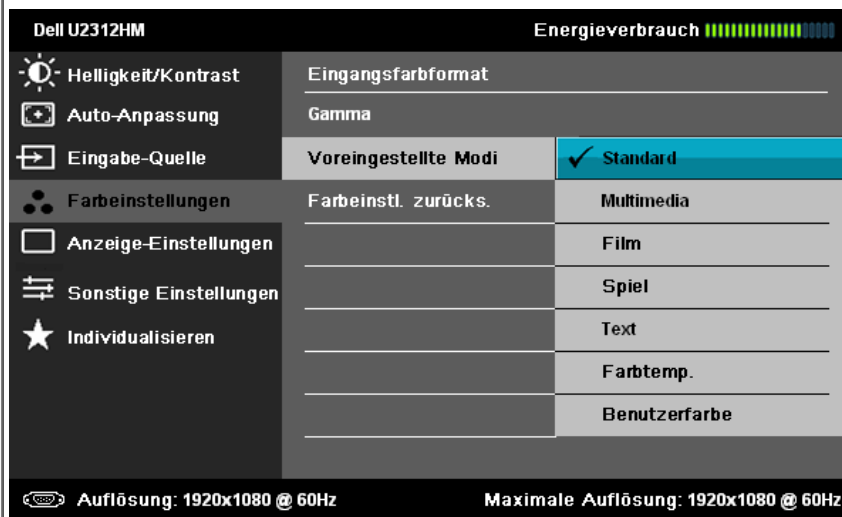 Dell U2312HM Energieverbrauch
Helligkeit/Kontrast Eingangsfarbformat
Auto-Anpassung Gamma
Eingabe-Quelle Voreingestellte Modi Standard
Farbeinstellungen Farbeinstl. zurücks. Multimedia
Anzeige-Einstellungen Film
Sonstige Einstellungen Spiel
Individualisieren Text
Farbtemp.
Benutzerfarbe
Auflösung: 1920x1080 @ 60Hz Maximale Auflösung: 1920x1080 @ 60Hz